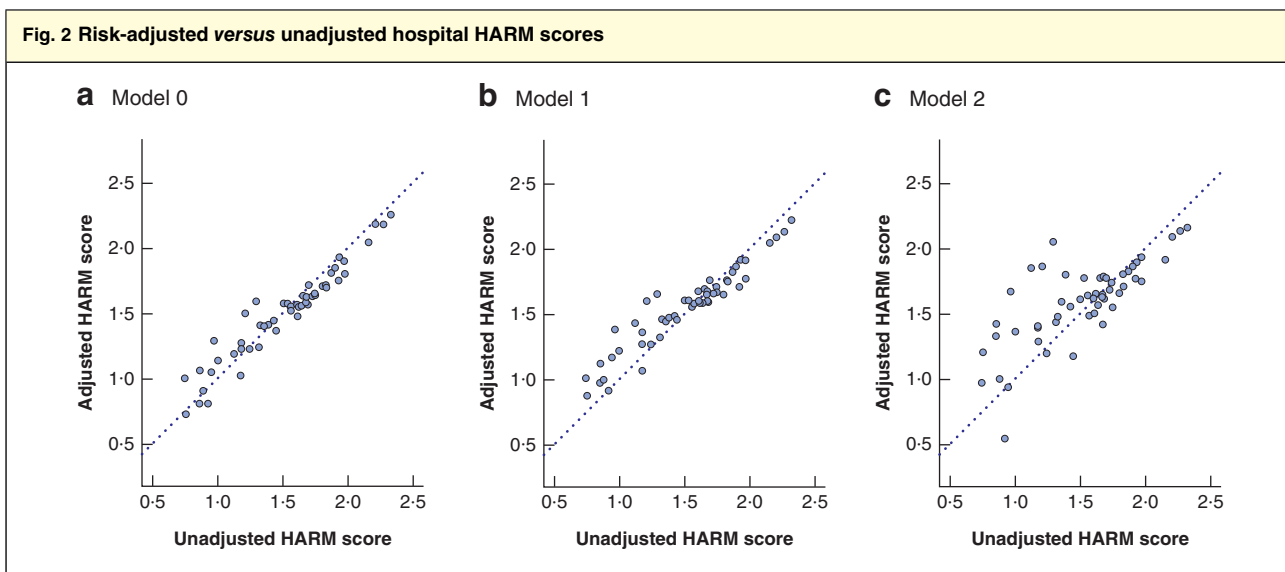 Fig. 2 Risk-adjusted versus unadjusted hospital HARM scores
a Model 0
2·5
2·0
1·5
1·0
0·5
Adjusted HARM score
0·5 1·0 1·5 2·0 2·5
Unadjusted HARM score
b Model 1
2·5
2·0
1·5
1·0
0·5
Adjusted HARM score
0·5 1·0 1·5 2·0 2·5
Unadjusted HARM score
c Model 2
2·5
2·0
1·5
1·0
0·5
Adjusted HARM score
0·5 1·0 1·5 2·0 2·5
Unadjusted HARM score